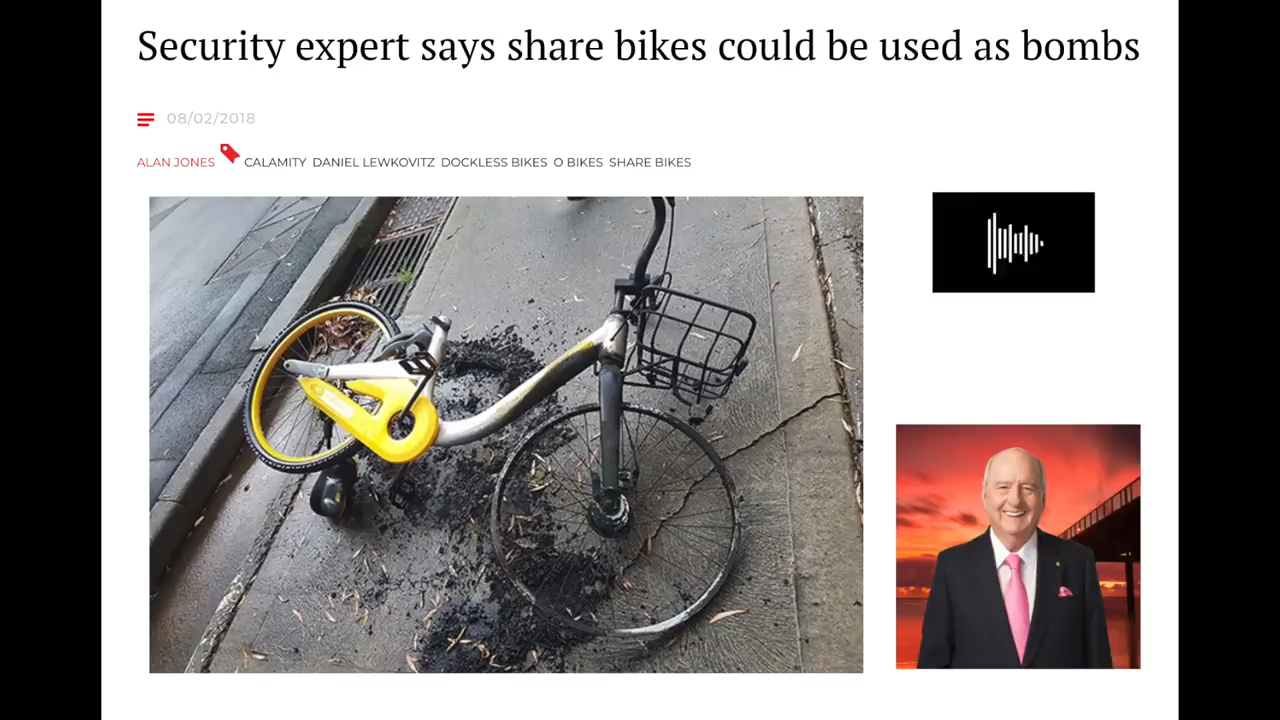 Security expert says share bikes could be used as bombs
08/02/2018
ALAN JONES CALAMITY DANIEL LEWKOVITZ DOCKLESS BIKES O BIKES SHARE BIKES